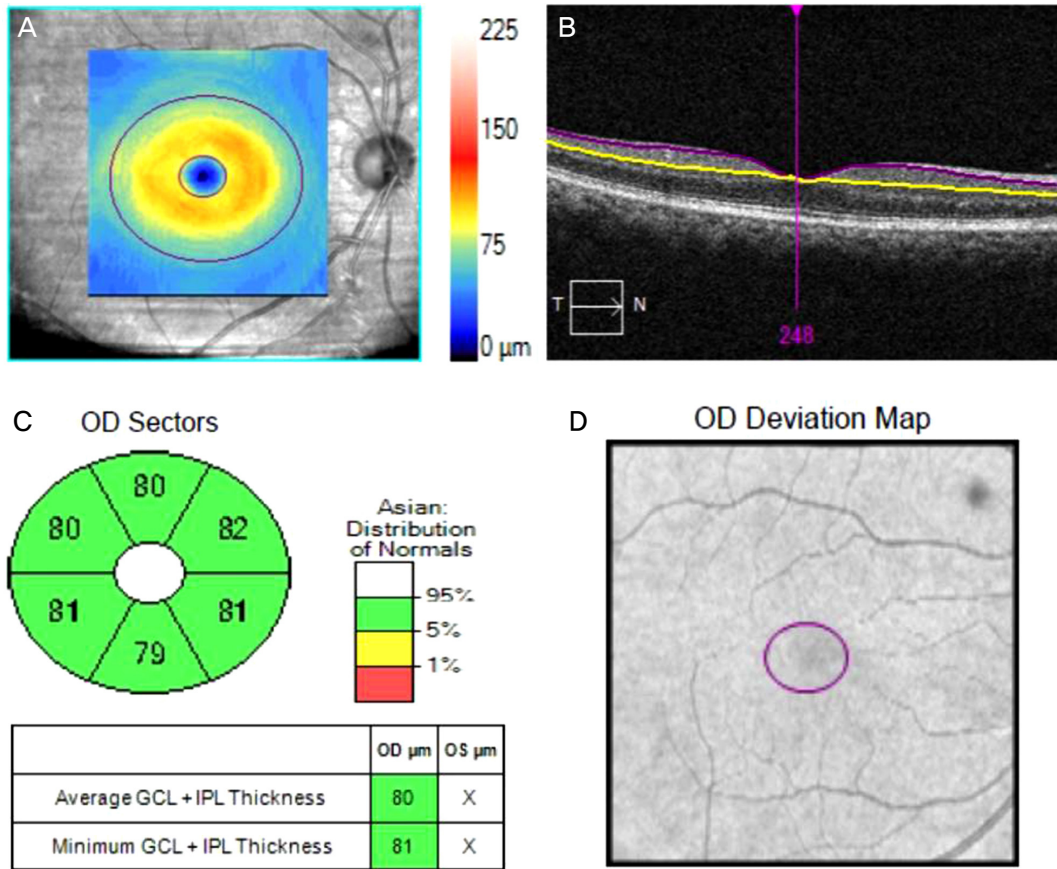 A
225
150
75
0 μm
B
T
N
248
C
OD Sectors
80
80
82
81
81
79
Asian:
Distribution
of Normals
95%
5%
1%
OD μm OS μm
Average GCL + IPL Thickness 80 X
Minimum GCL + IPL Thickness 81 X
D
OD Deviation Map